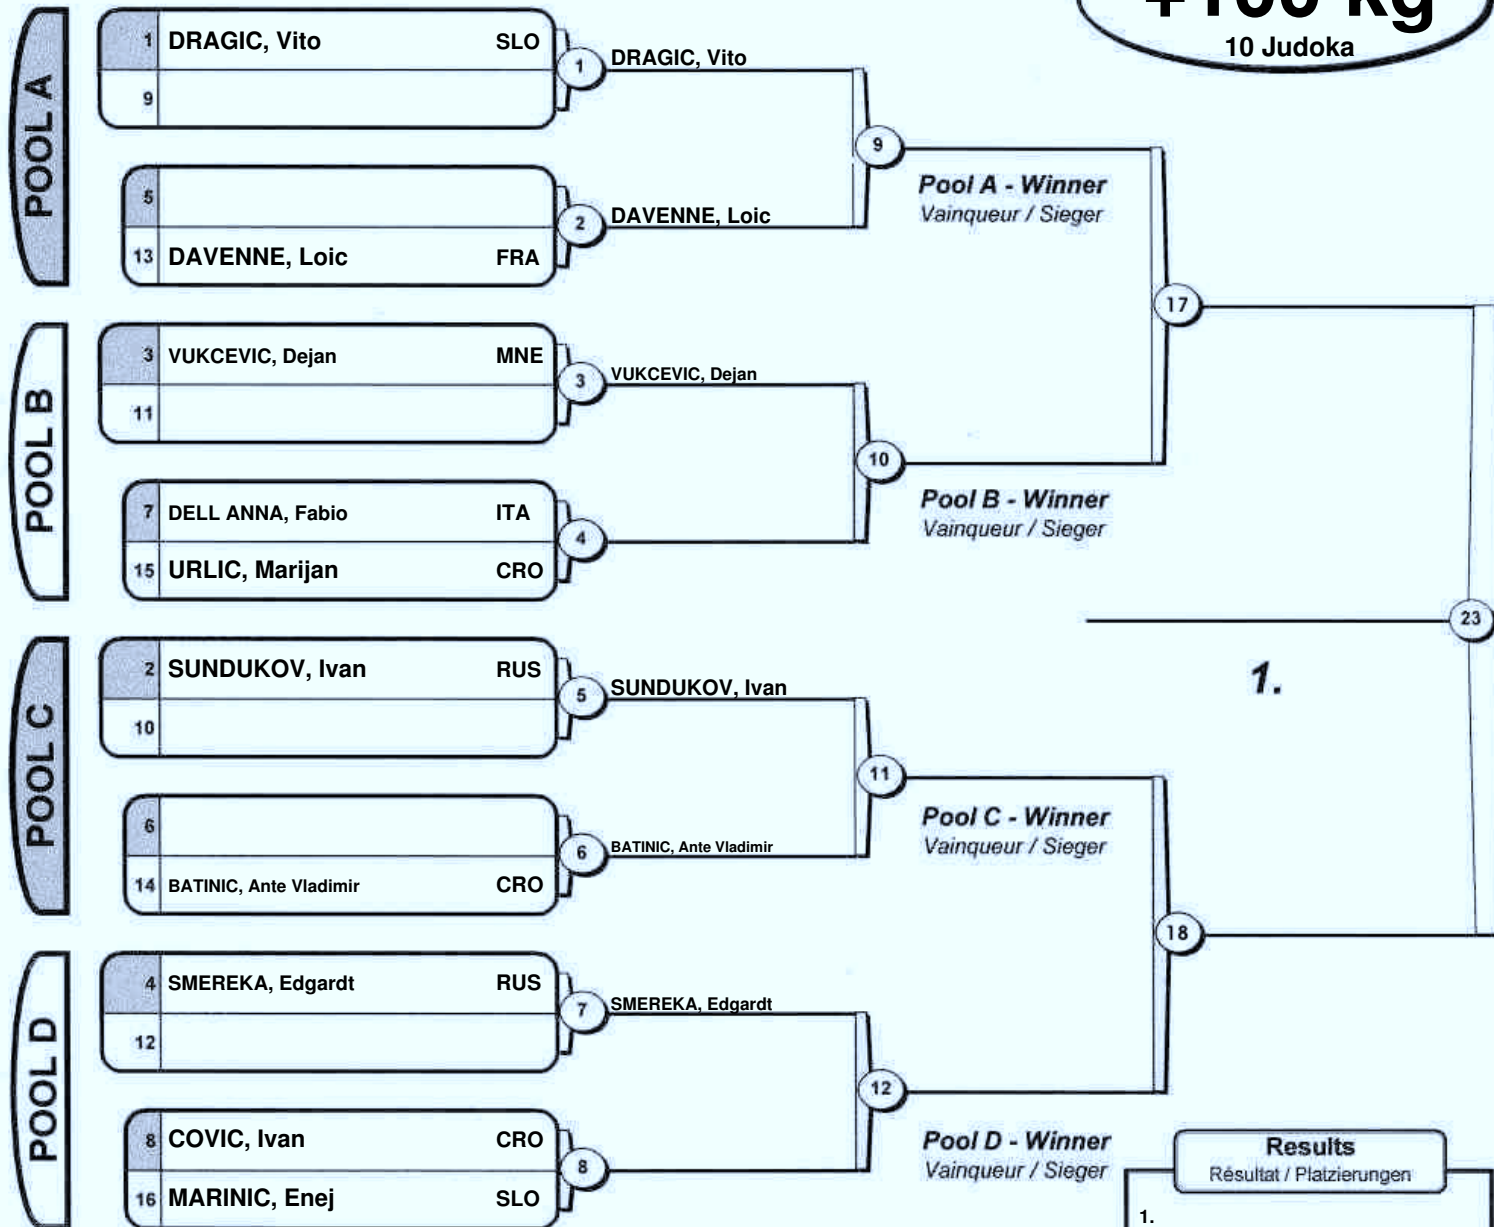 +100 kg
10 Judoka
POOL A
1 DRAGIC, Vito SLO
9
1 DRAGIC, Vito
5
13 DAVENNE, Loic FRA
2 DAVENNE, Loic
9
Pool A - Winner
Vainqueur / Sieger
POOL B
3 VUKCEVIC, Dejan MNE
11
3 VUKCEVIC, Dejan
7 DELL ANNA, Fabio ITA
15 URLIC, Marijan CRO
4
10
Pool B - Winner
Vainqueur / Sieger
17
POOL C
2 SUNDUKOV, Ivan RUS
10
5 SUNDUKOV, Ivan
6
14 BATINIC, Ante Vladimir CRO
6 BATINIC, Ante Vladimir
11
Pool C - Winner
Vainqueur / Sieger
POOL D
4 SMEREKA, Edgardt RUS
12
7 SMEREKA, Edgardt
8 COVIC, Ivan CRO
16 MARINIC, Enej SLO
8
12
Pool D - Winner
Vainqueur / Sieger
18
23
1.
Results
Résultat / Platzierungen
1.